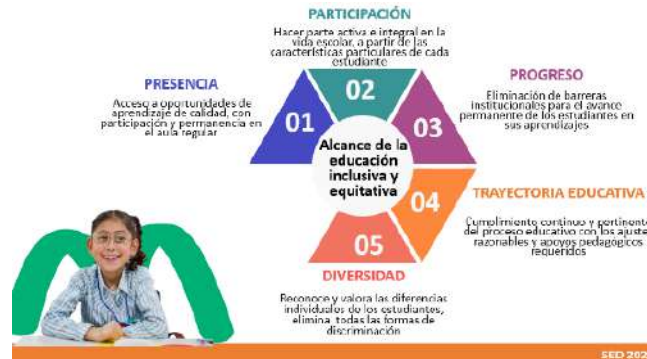 PARTICIPACIÓN
Hacer parte activa e integral en la
vida escolar, a partir de las
características particulares de cada
estudiante
PRESENCIA
Acceso a oportunidades de
aprendizaje de calidad, con
participación y permanencia en
el aula regular
PROGRESO
Eliminación de barreras
institucionales para el avance
permanente de los estudiantes en
sus aprendizajes
02
01
03
Alcance de la
educación
inclusiva y
equitativa
04
TRAYECTORIA EDUCATIVA
Cumplimiento continuo y pertinente
del proceso educativo con los ajustes
razonables y apoyos pedagógicos
requeridos
05
DIVERSIDAD
Reconoce y valora las diferencias
individuales de los estudiantes,
elimina todas las formas de
discriminación
SED